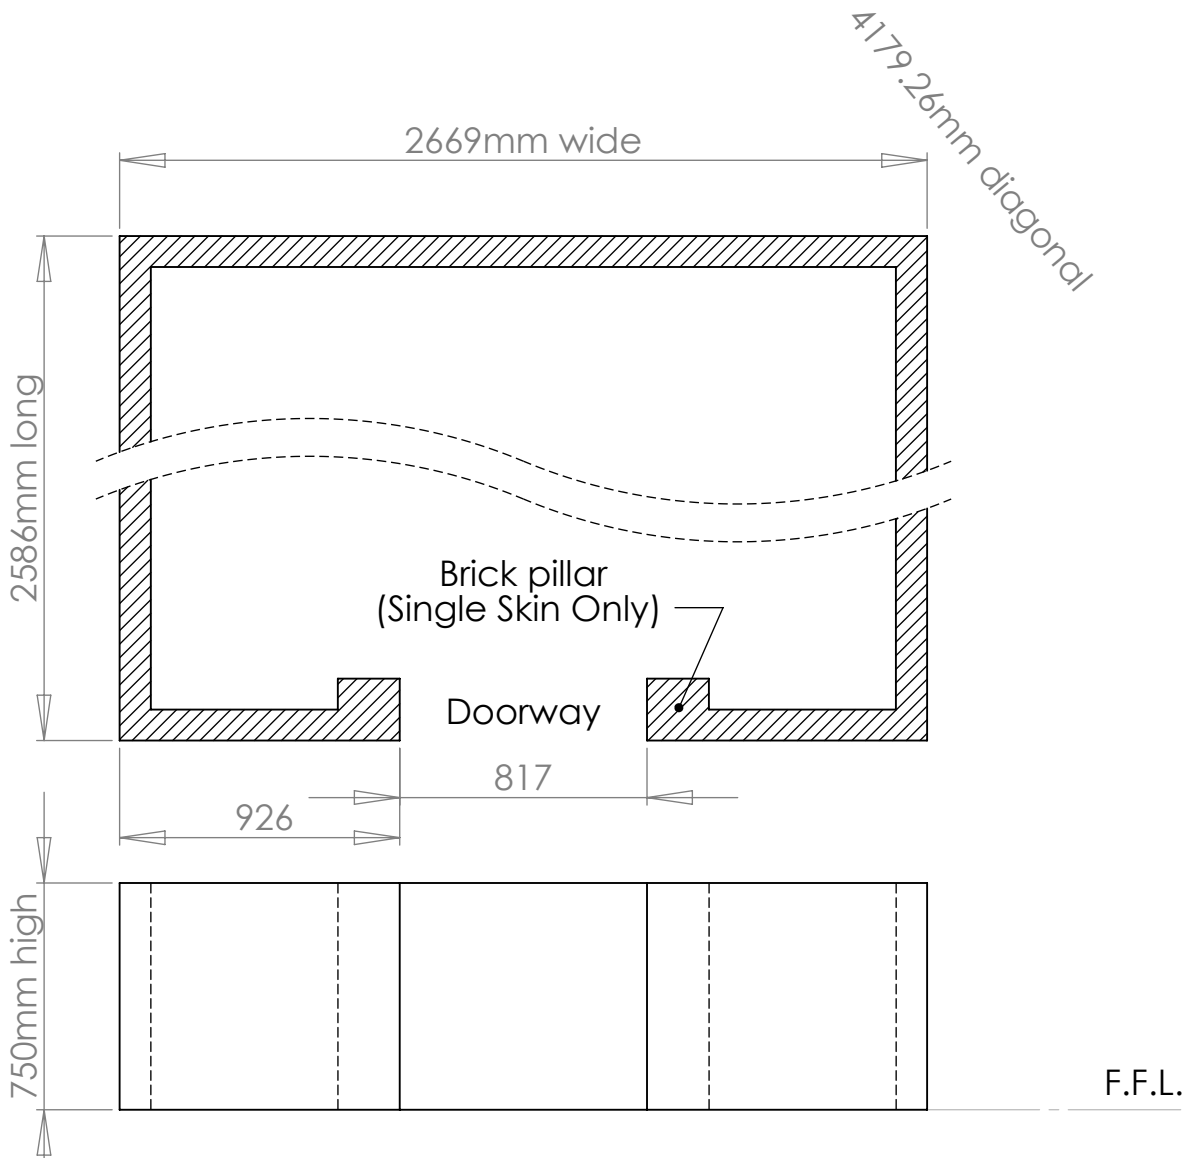 4179.26mm diagonal
2669mm wide
2586mm long
Brick pillar
(Single Skin Only)
Doorway
817
926
750mm high
F.F.L.